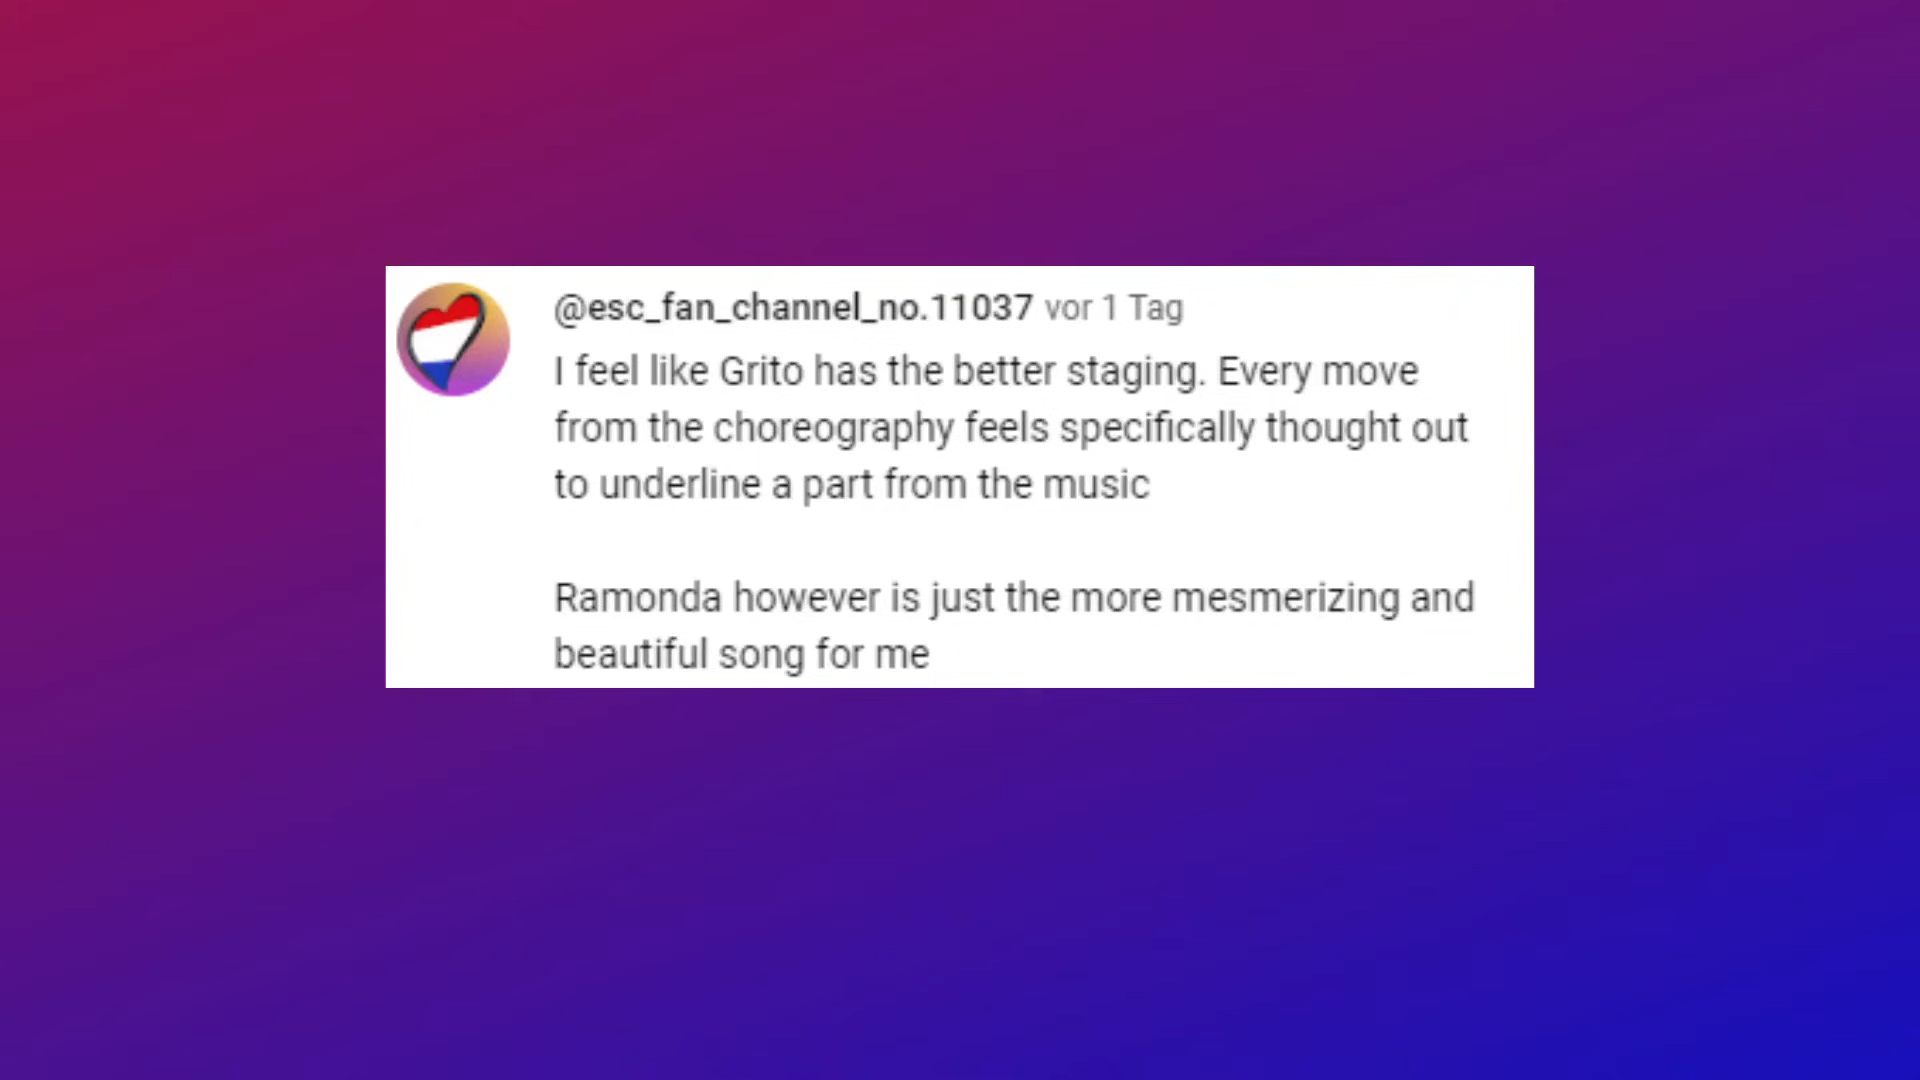 @esc_fan_channel_no.11037 vor 1 Tag
I feel like Grito has the better staging. Every move
from the choreography feels specifically thought out
to underline a part from the music
Ramonda however is just the more mesmerizing and
beautiful song for me